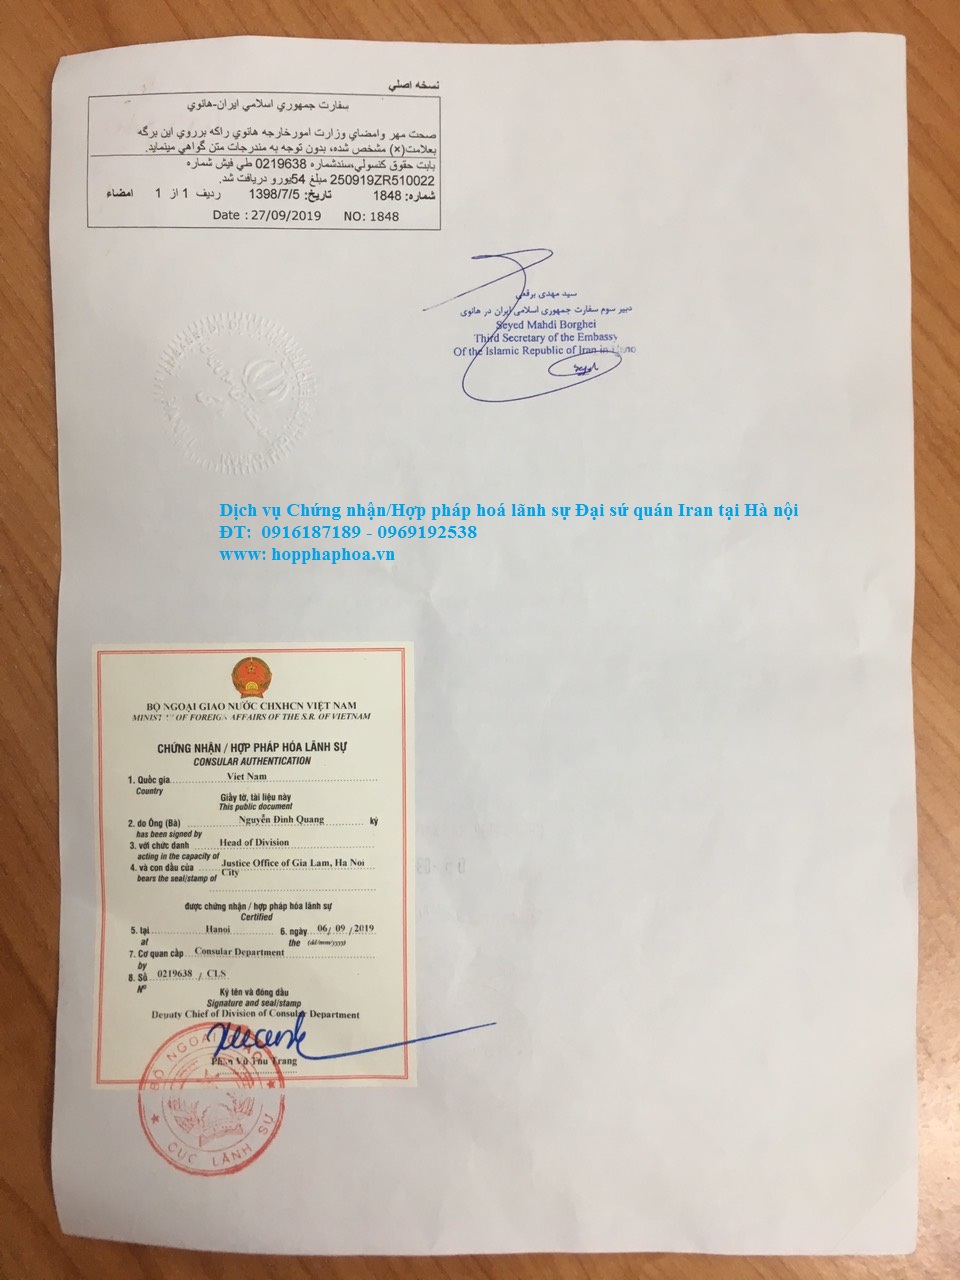 نسخه اصلي
سفارت جمهوري اسلامي ايران-هانوي
صحت مهر وامضاي وزارت امورخارجه هانوي راكه برروي اين برگه
بعلامت(×) مشخص شده، بدون توجه به مندرجات متن گواهي مينمايد.
بابت حقوق كنسولي،سندشماره 0219638 طي فيش شماره
250919ZR510022 مبلغ 54يورو دريافت شد.
شماره: 1848 تاريخ: 1398/7/5 رديف 1 از 1 امضاء
Date : 27/09/2019 NO: 1848
سید مهدی برقعی
دبیر سوم سفارت جمهوری اسلامی ایران در هانوی
Seyed Mahdi Borghei
Third Secretary of the Embassy
Of the Islamic Republic of Iran in
Dịch vụ Chứng nhận/Hợp pháp hoá lãnh sự Đại sứ quán Iran tại Hà nội
ĐT: 0916187189 - 0969192538
www: hopphaphoa.vn
BỘ NGOẠI GIAO NƯỚC CHXHCN VIỆT NAM
MINISTRY OF FOREIGN AFFAIRS OF THE S.R. OF VIETNAM
CHỨNG NHẬN / HỢP PHÁP HÓA LÃNH SỰ
CONSULAR AUTHENTICATION
1. Quốc gia Viet Nam
Country
Giấy tờ, tài liệu này
This public document
2. do Ông (Bà) Nguyễn Đình Quang ký
has been signed by
3. với chức danh Head of Division
acting in the capacity of
4. và con dấu của Justice Office of Gia Lam, Ha Noi
bears the seal/stamp of City
được chứng nhận / hợp pháp hóa lãnh sự
Certified
5. tại Hanoi 6. ngày 06/ 09 /2019
at the (dd/mm/yyyy)
7. Cơ quan cấp Consular Department
by
8. Số 0219638 / CLS
Nº
Ký tên và đóng dấu
Signature and seal/stamp
Deputy Chief of Division of Consular Department
Phan Vũ Thu Trang
BỘ NGOẠI GIAO
CỤC LÃNH SỰ